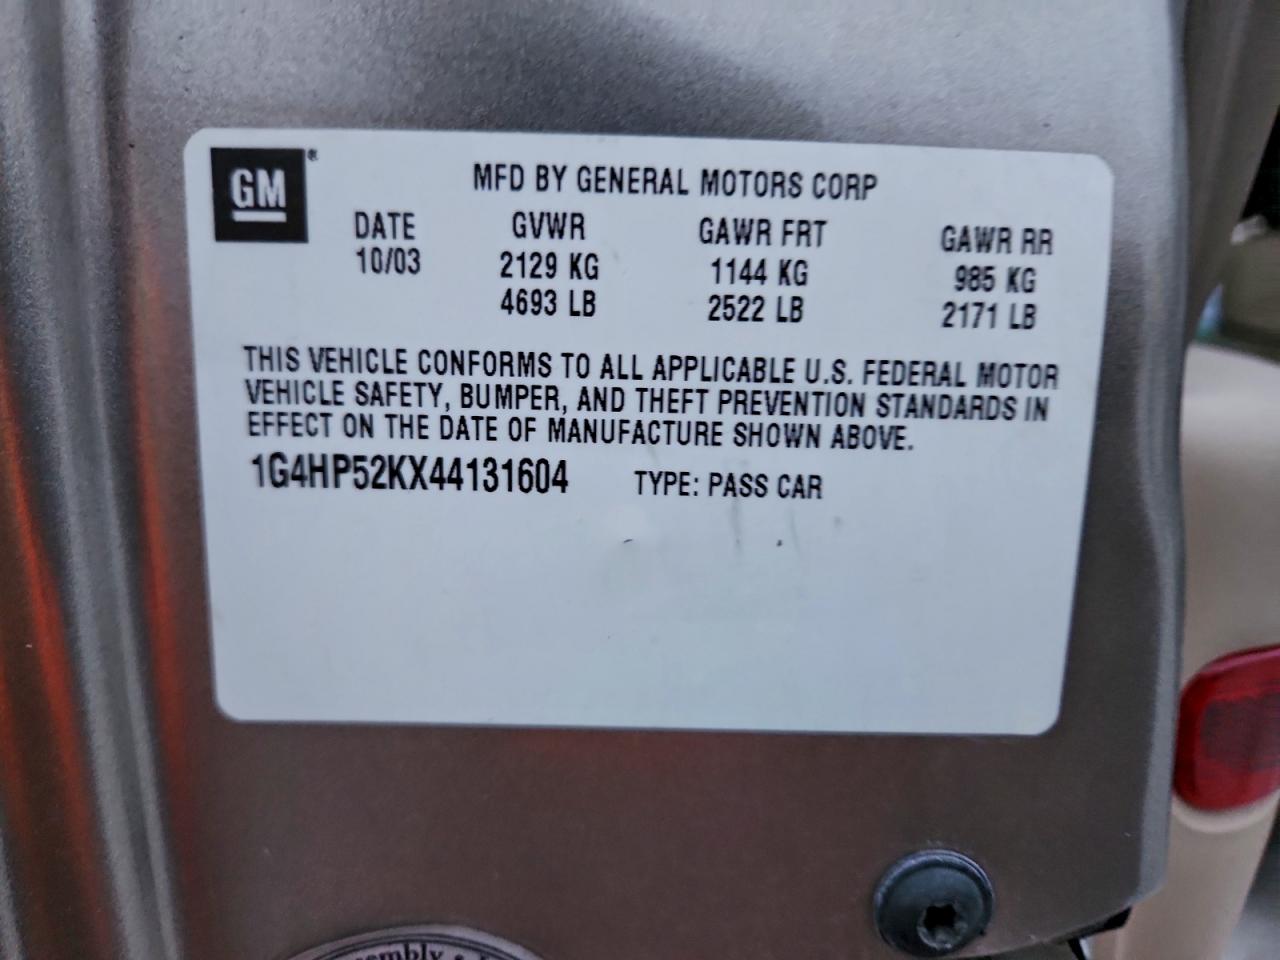 GM®
MFD BY GENERAL MOTORS CORP
DATE GVWR GAWR FRT GAWR RR
10/03 2129 KG 1144 KG 985 KG
4693 LB 2522 LB 2171 LB
THIS VEHICLE CONFORMS TO ALL APPLICABLE U.S. FEDERAL MOTOR
VEHICLE SAFETY, BUMPER, AND THEFT PREVENTION STANDARDS IN
EFFECT ON THE DATE OF MANUFACTURE SHOWN ABOVE.
1G4HP52KX44131604 TYPE: PASS CAR